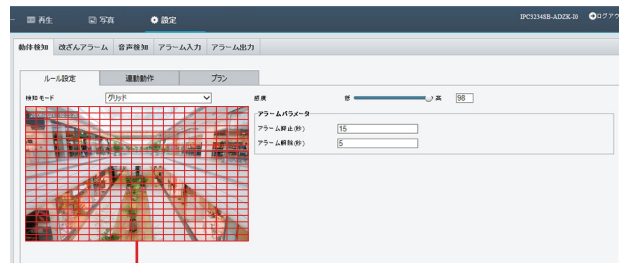 再生 写真 設定 IPC3234SB-ADZK-I0 ログアウ
動体検知 改ざんアラーム 音声検知 アラーム入力 アラーム出力
ルール設定 連動動作 プラン
検知モード グリッド 感度 低 高 98
アラームパラメータ
アラーム抑止(秒) 15
アラーム解除(秒) 5